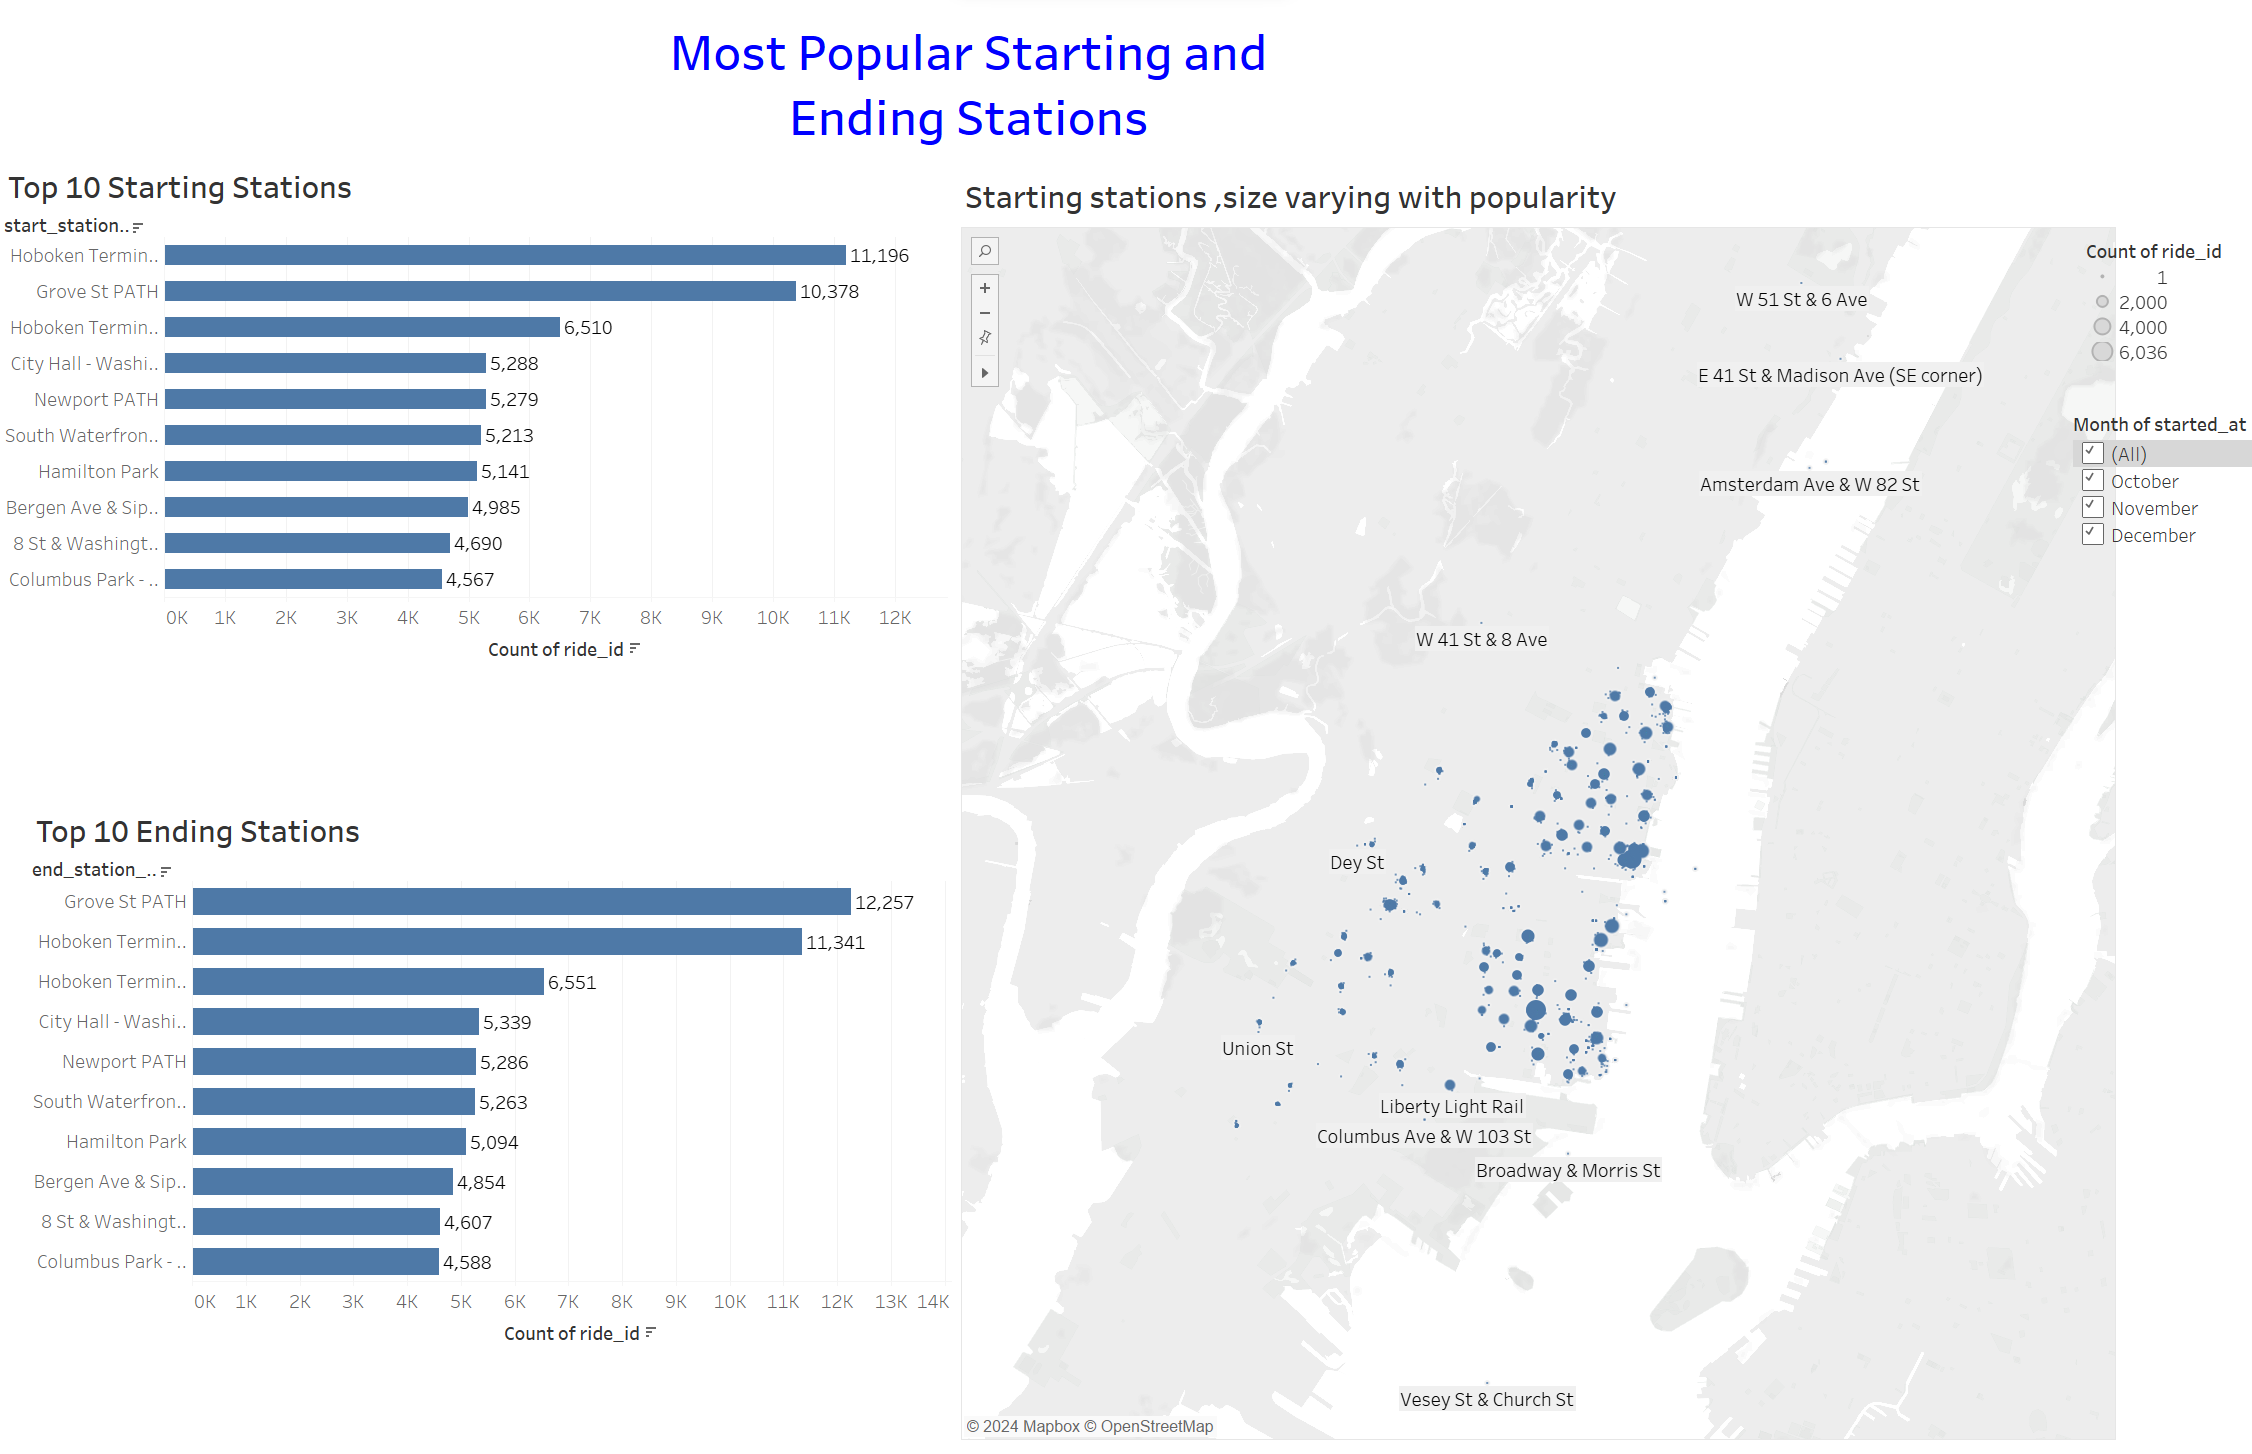 Most Popular Starting and
Ending Stations
Top 10 Starting Stations
start_station..
Hoboken Termin.. 11,196
Grove St PATH 10,378
Hoboken Termin.. 6,510
City Hall - Washi.. 5,288
Newport PATH 5,279
South Waterfron.. 5,213
Hamilton Park 5,141
Bergen Ave & Sip.. 4,985
8 St & Washingt.. 4,690
Columbus Park - .. 4,567
0K 1K 2K 3K 4K 5K 6K 7K 8K 9K 10K 11K 12K
Count of ride_id
Top 10 Ending Stations
end_station_..
Grove St PATH 12,257
Hoboken Termin.. 11,341
Hoboken Termin.. 6,551
City Hall - Washi.. 5,339
Newport PATH 5,286
South Waterfron.. 5,263
Hamilton Park 5,094
Bergen Ave & Sip.. 4,854
8 St & Washingt.. 4,607
Columbus Park - .. 4,588
0K 1K 2K 3K 4K 5K 6K 7K 8K 9K 10K 11K 12K 13K 14K
Count of ride_id
Starting stations ,size varying with popularity
W 51 St & 6 Ave
E 41 St & Madison Ave (SE corner)
Amsterdam Ave & W 82 St
W 41 St & 8 Ave
Dey St
Union St
Liberty Light Rail
Columbus Ave & W 103 St
Broadway & Morris St
Vesey St & Church St
© 2024 Mapbox © OpenStreetMap
Count of ride_id
1
2,000
4,000
6,036
Month of started_at
(All)
October
November
December